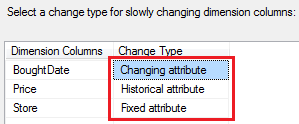 Select a change type for slowly changing dimension columns:
Dimension Columns Change Type
BoughtDate Changing attribute
Price Historical attribute
Store Fixed attribute